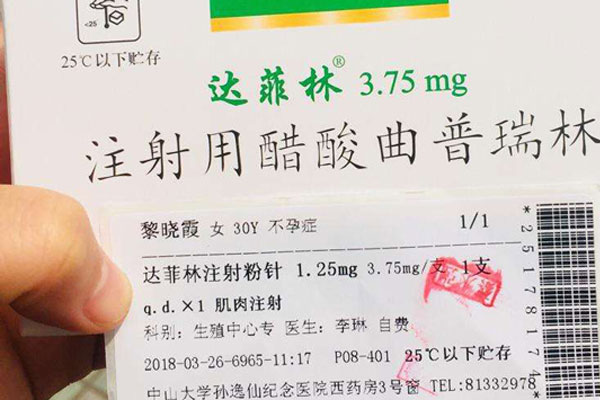 <25
25℃以下贮存
达菲林® 3.75 mg
注射用醋酸曲普瑞林
黎晓霞 女 30Y 不孕症 1/1
达菲林注射粉针 1.25mg 3.75mg/支 1支
q.d.×1 肌肉注射
科别: 生殖中心专 医生: 李琳 自费
2018-03-26-6965-11:17 P08-401 25℃以下贮存
中山大学孙逸仙纪念医院西药房3号窗 TEL:81332978
*25178174